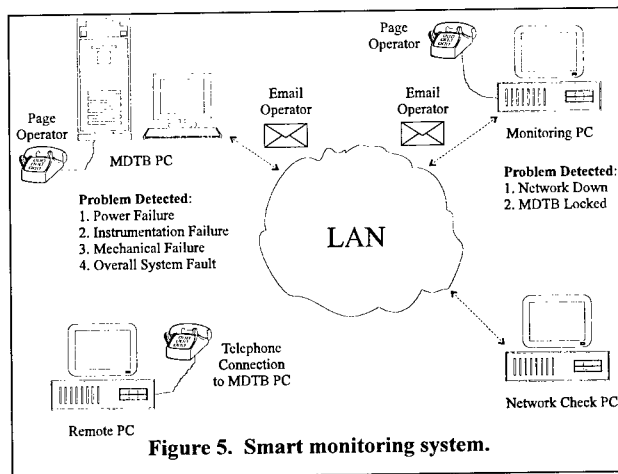 Page
Operator
Email
Operator
Email
Operator
Page
Operator
MDTB PC
Monitoring PC
Problem Detected:
1. Power Failure
2. Instrumentation Failure
3. Mechanical Failure
4. Overall System Fault
Problem Detected:
1. Network Down
2. MDTB Locked
LAN
Telephone
Connection
to MDTB PC
Remote PC
Network Check PC
Figure 5. Smart monitoring system.